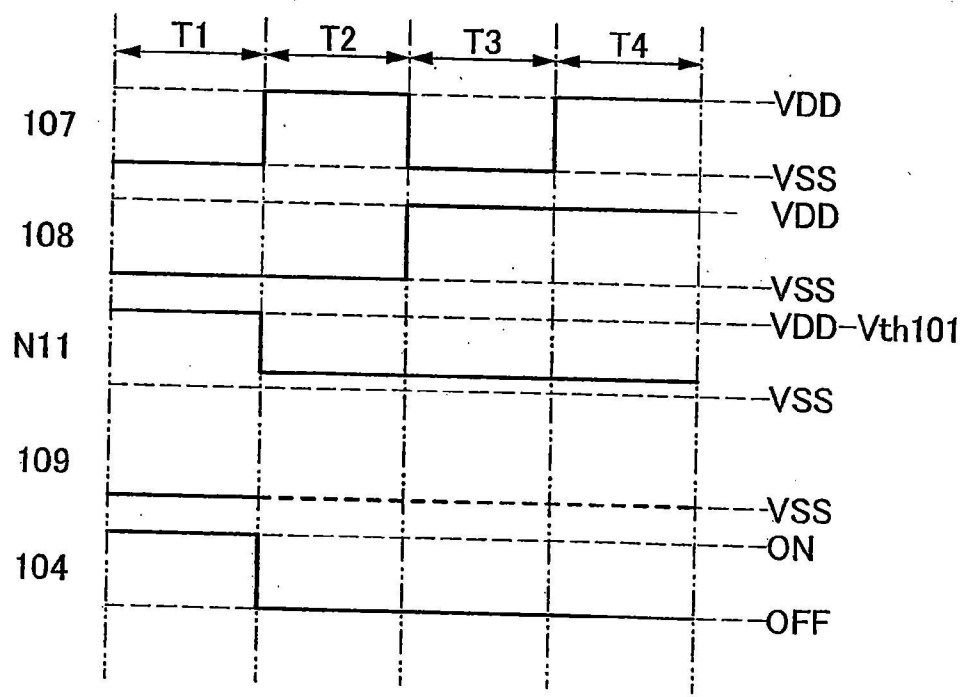 T1 T2 T3 T4
107 VDD
VSS
108 VDD
VSS
N11 VDD-Vth101
VSS
109 VSS
104 ON
OFF